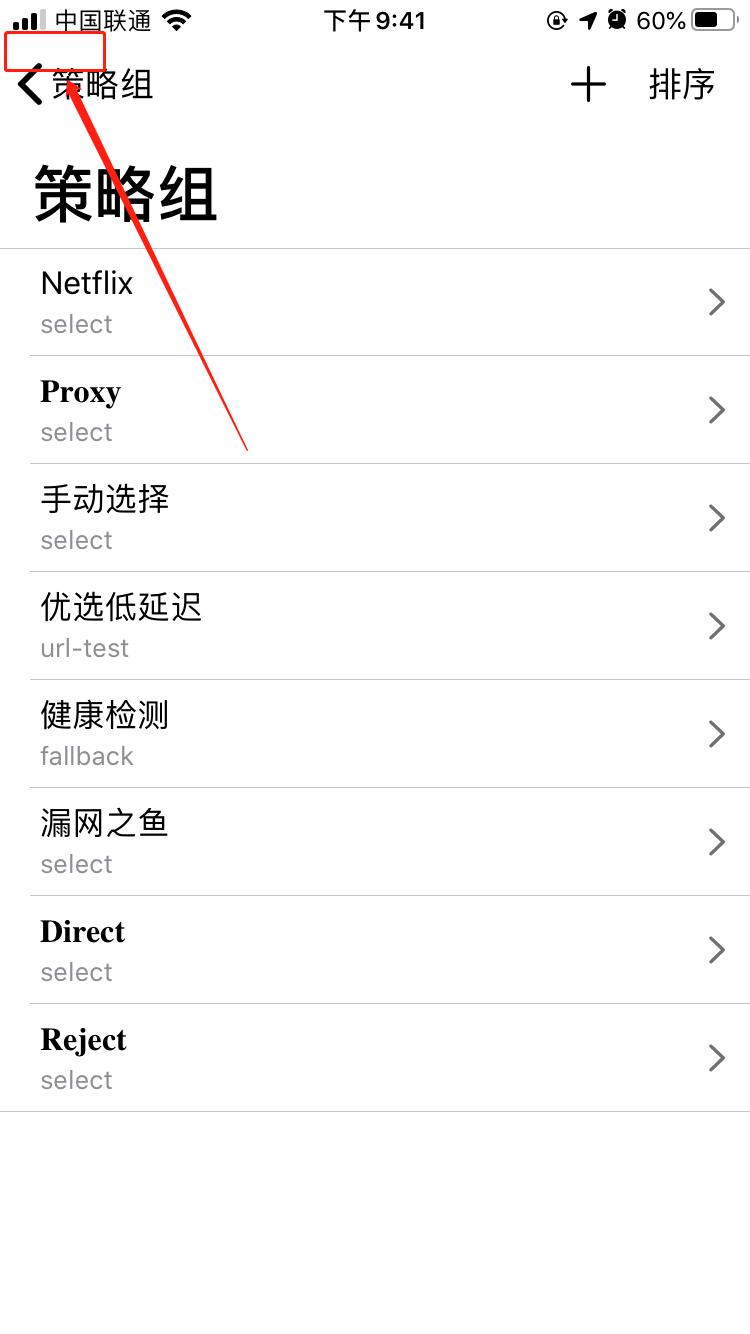 中国联通 下午 9:41 60%
策略组 排序
策略组
Netflix
select
Proxy
select
手动选择
select
优选低延迟
url-test
健康检测
fallback
漏网之鱼
select
Direct
select
Reject
select